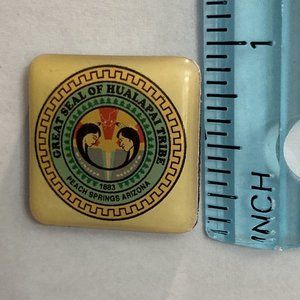 GREAT SEAL OF HUALAPAI TRIBE
1883
PEACH SPRINGS ARIZONA
1
INCH